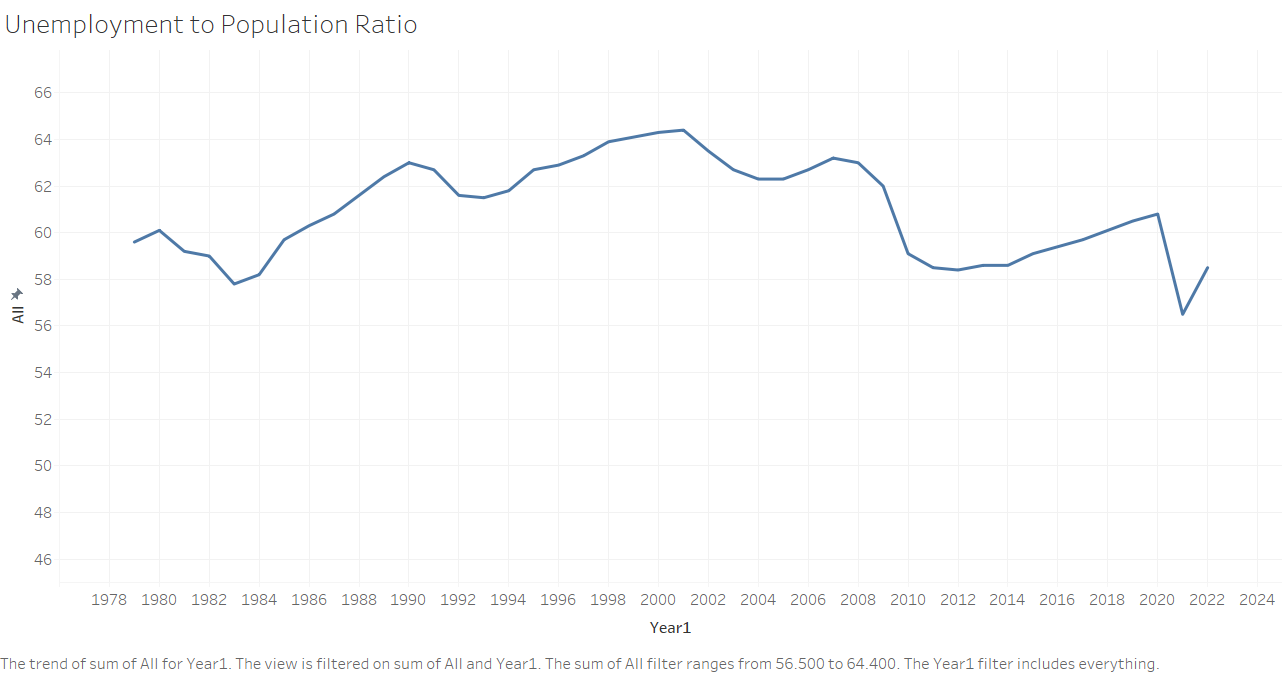 Unemployment to Population Ratio
66
64
62
60
58
56
54
52
50
48
46
All
1978 1980 1982 1984 1986 1988 1990 1992 1994 1996 1998 2000 2002 2004 2006 2008 2010 2012 2014 2016 2018 2020 2022 2024
Year1
The trend of sum of All for Year1. The view is filtered on sum of All and Year1. The sum of All filter ranges from 56.500 to 64.400. The Year1 filter includes everything.